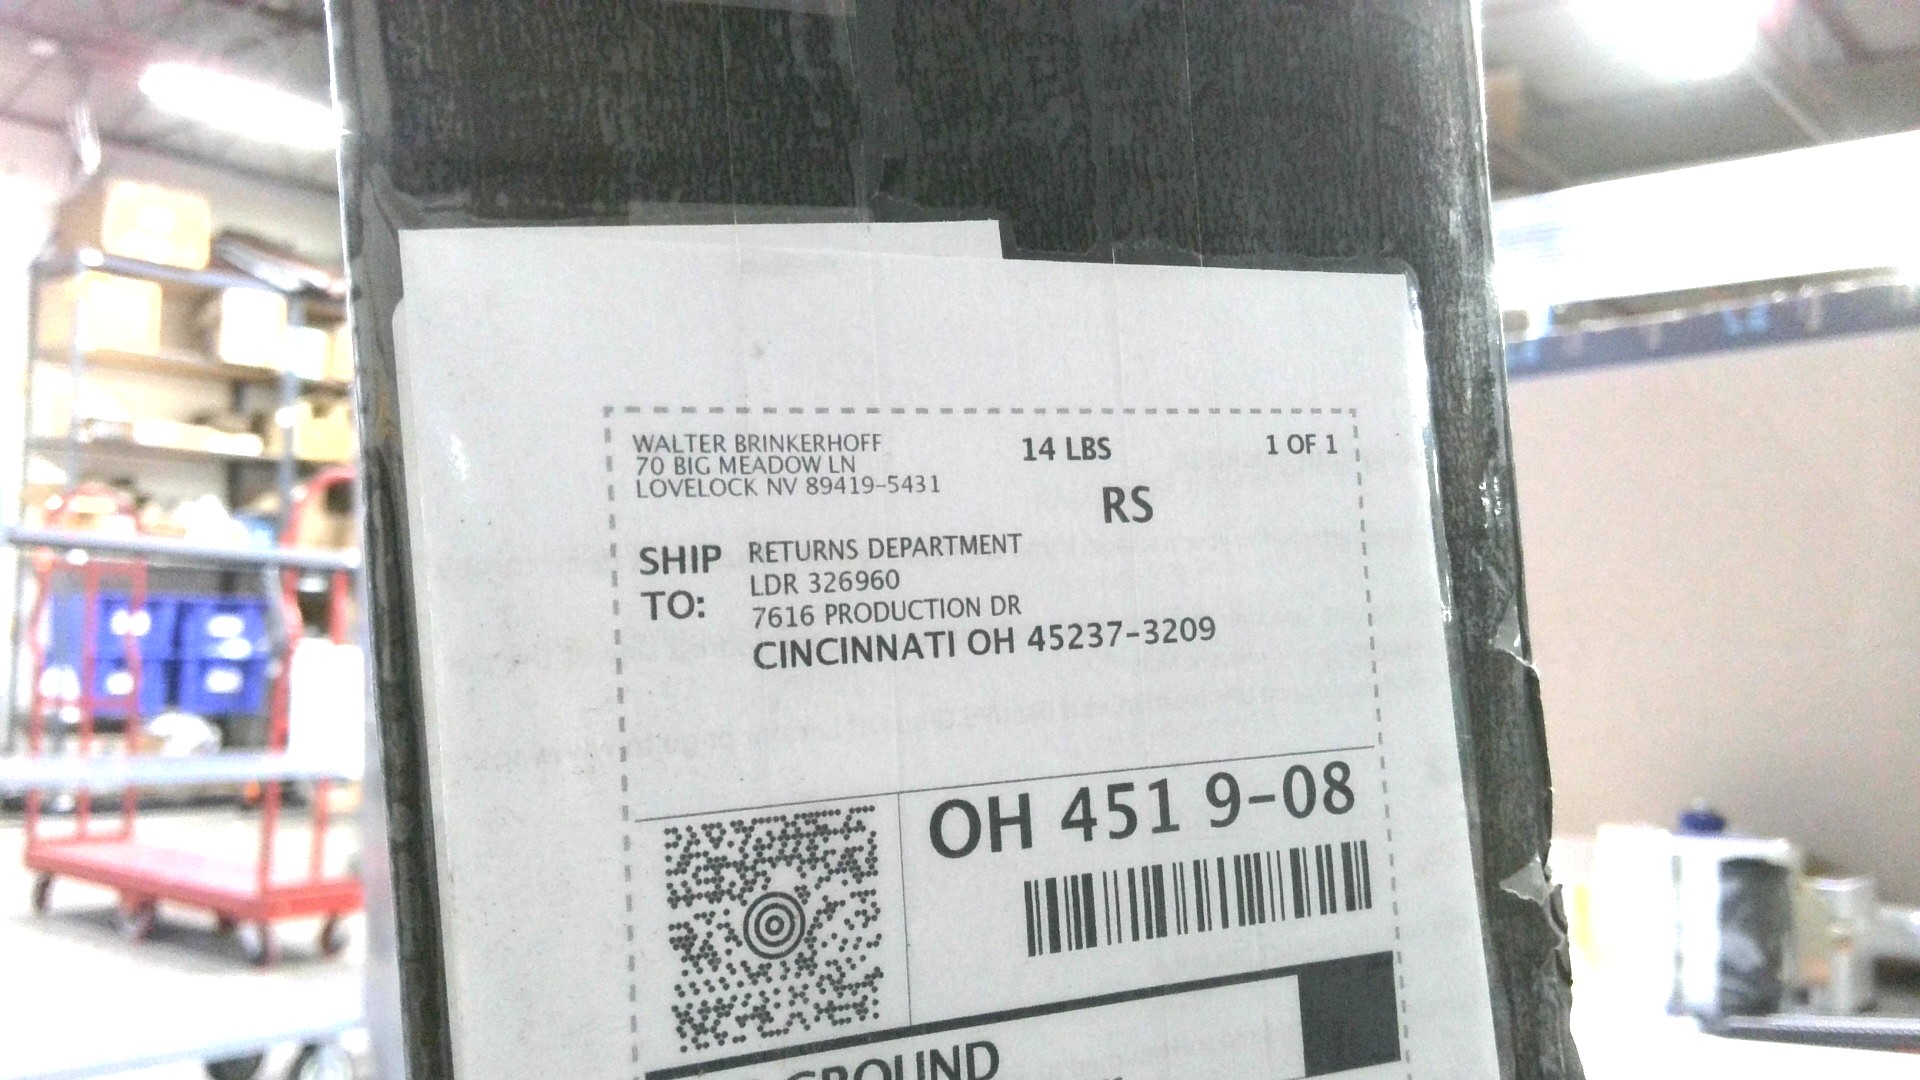 WALTER BRINKERHOFF
70 BIG MEADOW LN
LOVELOCK NV 89419-5431
14 LBS
1 OF 1
RS
SHIP TO:
RETURNS DEPARTMENT
LDR 326960
7616 PRODUCTION DR
CINCINNATI OH 45237-3209
OH 451 9-08
GROUND